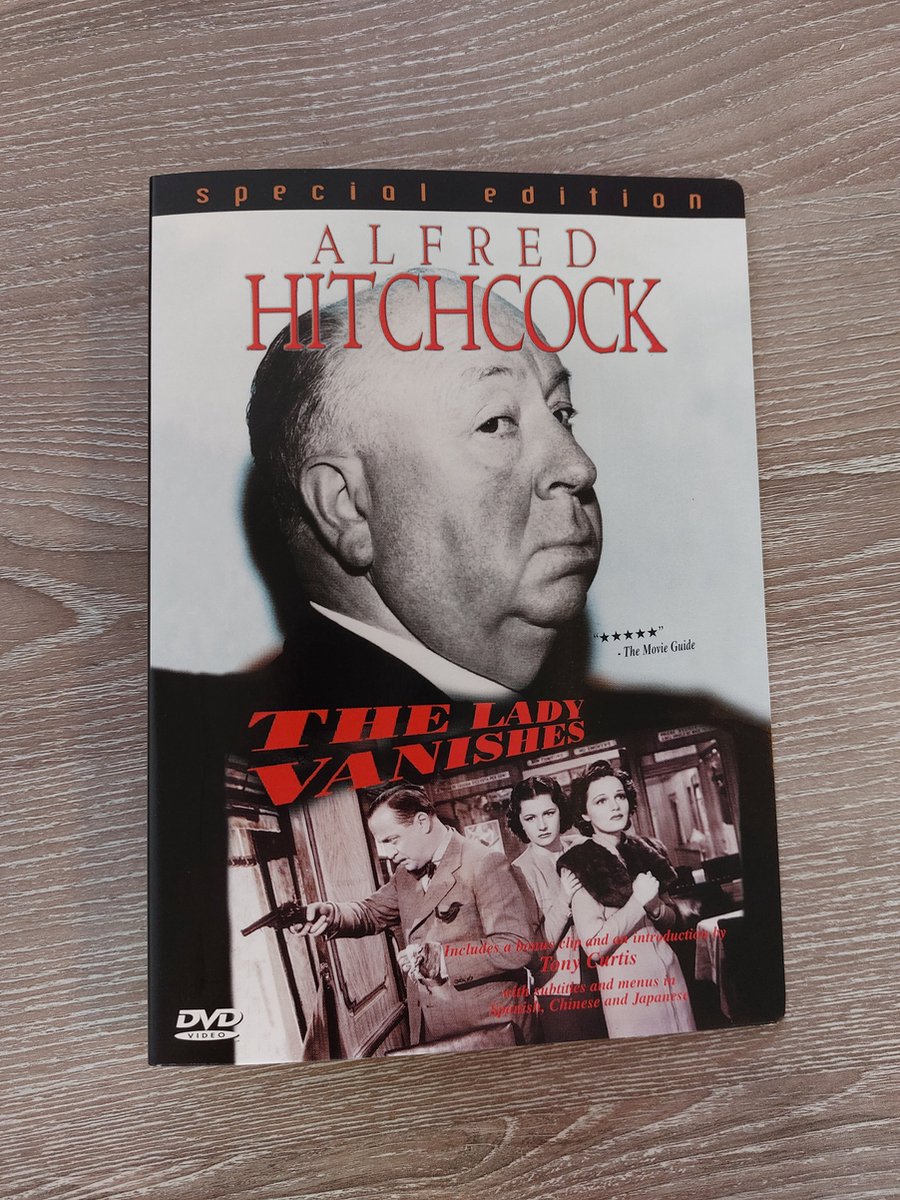 special edition
ALFRED
HITCHCOCK
"★★★★★"
- The Movie Guide
THE LADY
VANISHES
Includes a bonus clip and an introduction by
Tony Curtis
with subtitles and menus in
Spanish, Chinese and Japanese
DVD
VIDEO